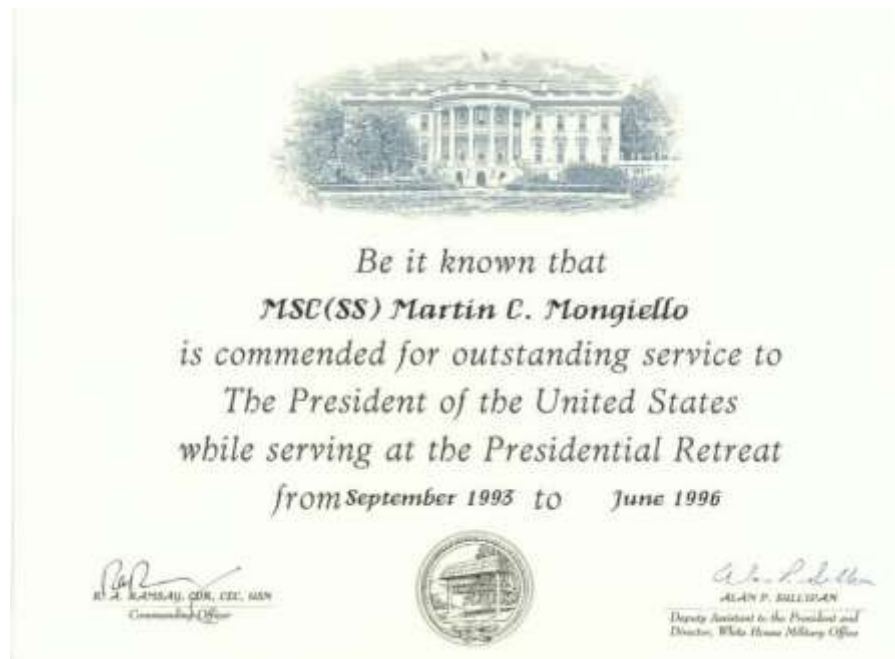 Be it known that
MSC(SS) Martin C. Mongiello
is commended for outstanding service to
The President of the United States
while serving at the Presidential Retreat
from September 1993 to June 1996
R. A. RAMSAY, CDR, CEC, USN
Commanding Officer
ALAN P. SULLIVAN
Deputy Assistant to the President and
Director, White House Military Office